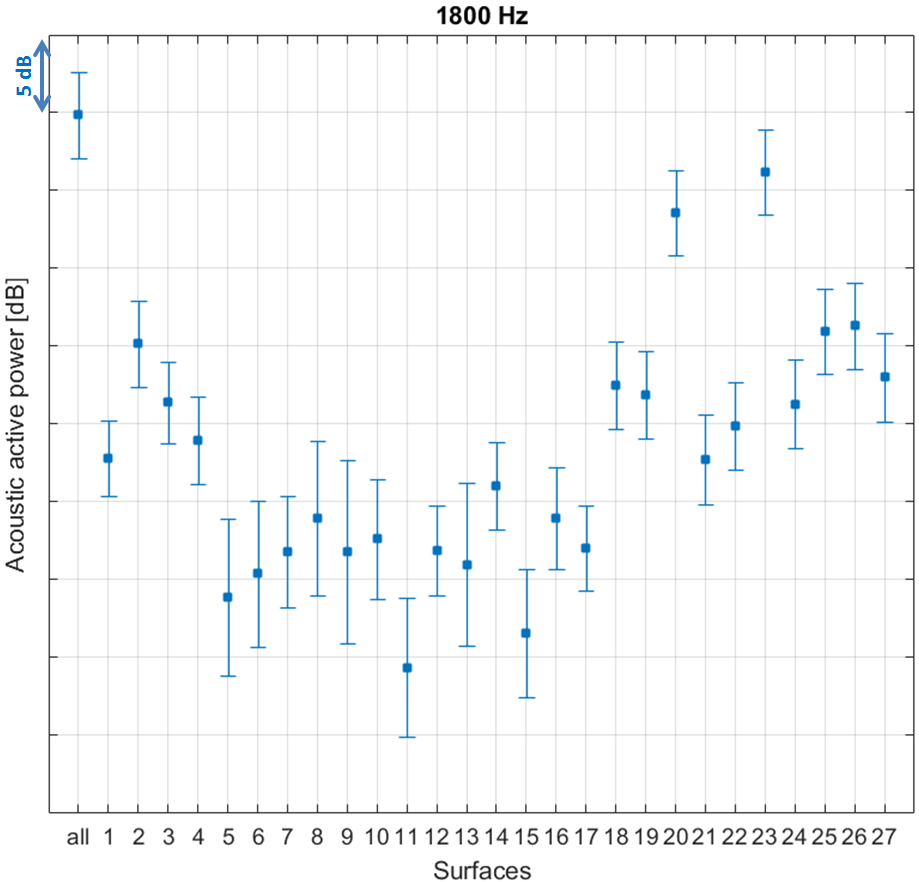 1800 Hz
5 dB
Acoustic active power [dB]
all 1 2 3 4 5 6 7 8 9 10 11 12 13 14 15 16 17 18 19 20 21 22 23 24 25 26 27
Surfaces